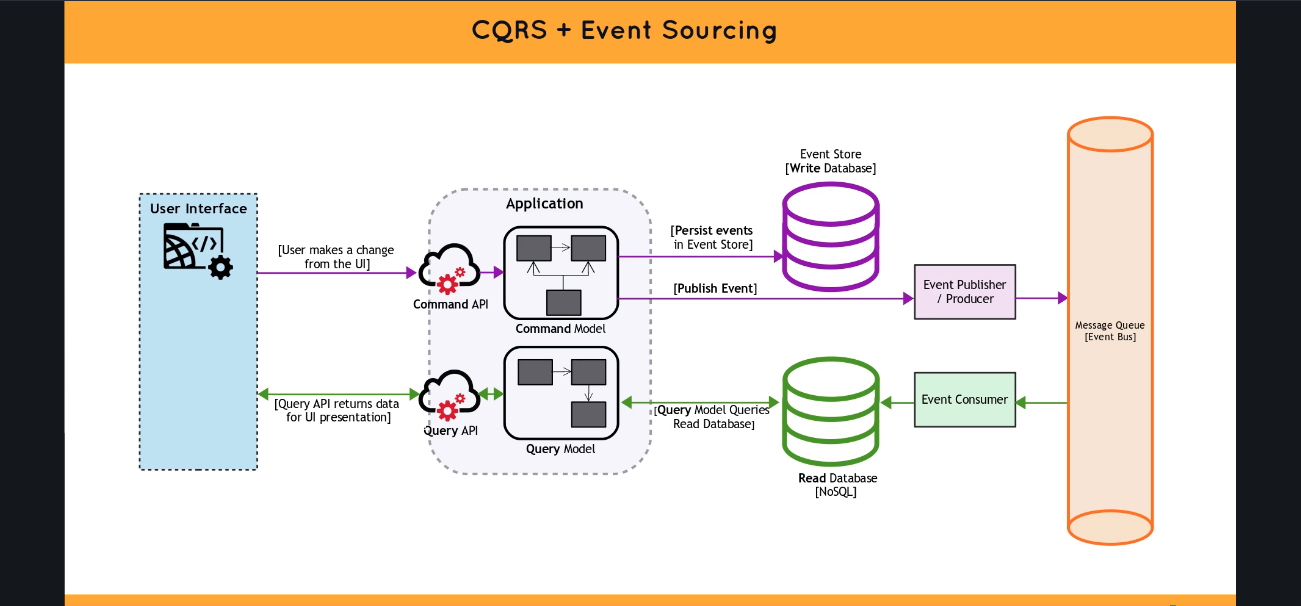 CQRS + Event Sourcing
User Interface
[User makes a change
from the UI]
[Query API returns data
for UI presentation]
Application
Command API
Command Model
Query API
Query Model
[Persist events
in Event Store]
[Publish Event]
[Query Model Queries
Read Database]
Event Store
[Write Database]
Read Database
[NoSQL]
Event Publisher
/ Producer
Event Consumer
Message Queue
[Event Bus]